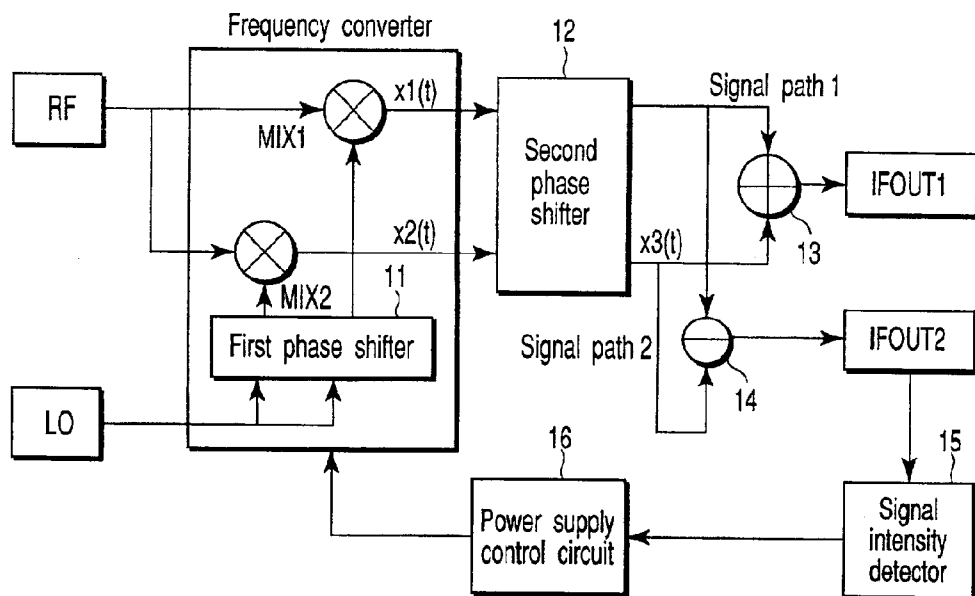 Frequency converter
12
RF
x1(t)
Signal path 1
MIX1
Second
phase
shifter
IFOUT1
x2(t)
x3(t)
13
MIX2
11
First phase shifter
Signal path 2
IFOUT2
14
LO
16
15
Power supply
control circuit
Signal
intensity
detector